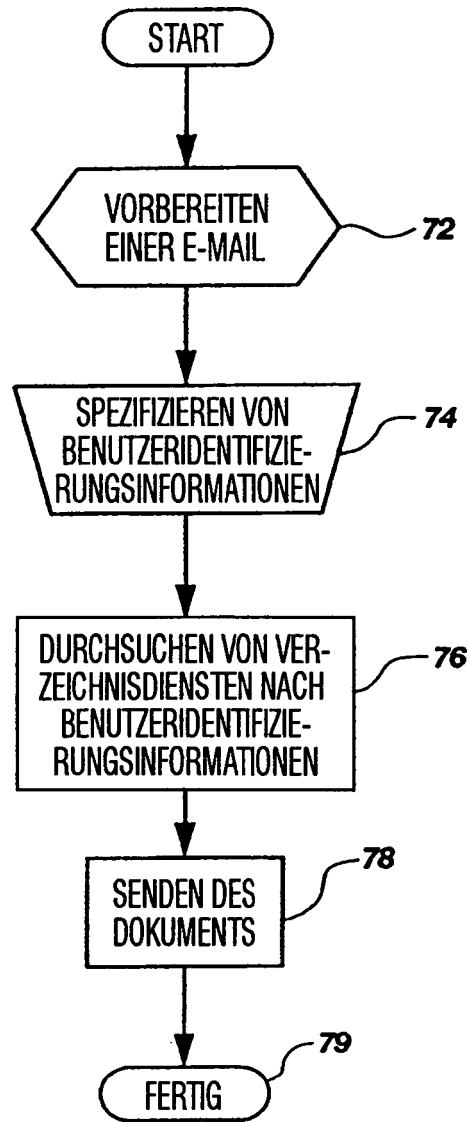 START
VORBEREITEN
EINER E-MAIL
72
SPEZIFIZIEREN VON
BENUTZERIDENTIFIZIE-
RUNGSINFORMATIONEN
74
DURCHSUCHEN VON VER-
ZEICHNISDIENSTEN NACH
BENUTZERIDENTIFIZIE-
RUNGSINFORMATIONEN
76
SENDEN DES
DOKUMENTS
78
FERTIG
79